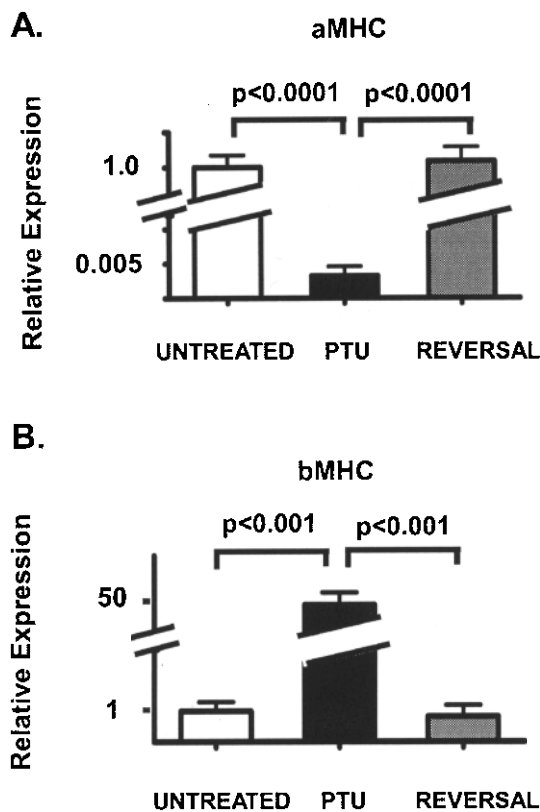 A.
aMHC
p<0.0001 p<0.0001
Relative Expression
1.0
0.005
UNTREATED PTU REVERSAL
B.
bMHC
p<0.001 p<0.001
Relative Expression
50
1
UNTREATED PTU REVERSAL